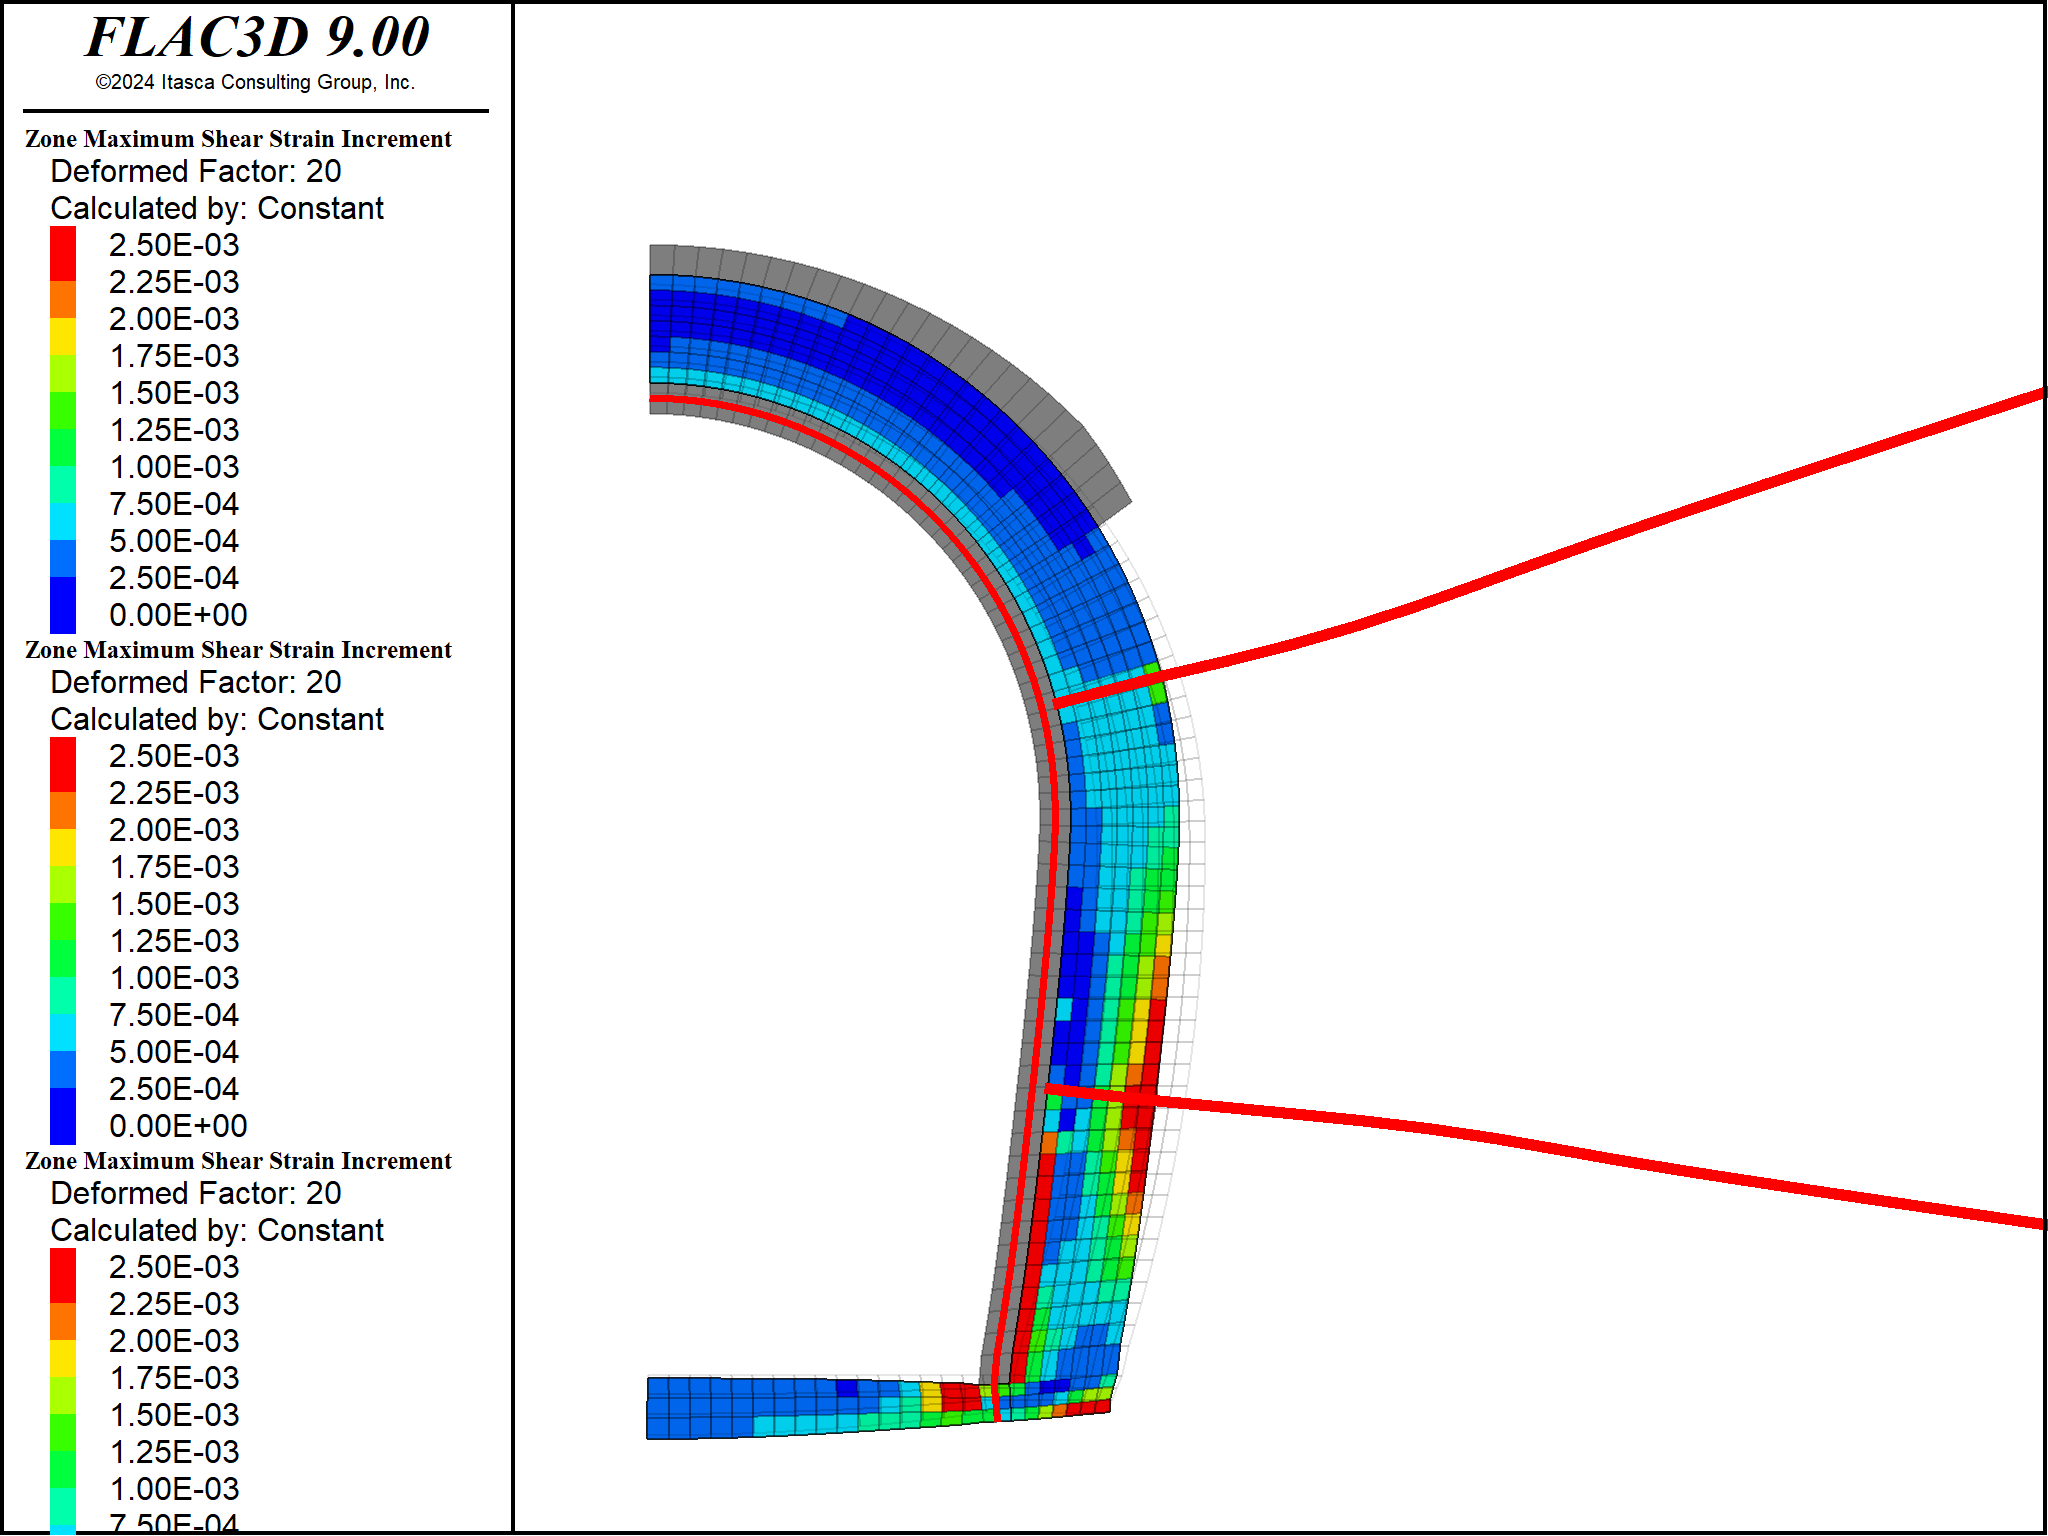 FLAC3D 9.00
©2024 Itasca Consulting Group, Inc.
Zone Maximum Shear Strain Increment
Deformed Factor: 20
Calculated by: Constant
2.50E-03
2.25E-03
2.00E-03
1.75E-03
1.50E-03
1.25E-03
1.00E-03
7.50E-04
5.00E-04
2.50E-04
0.00E+00
Zone Maximum Shear Strain Increment
Deformed Factor: 20
Calculated by: Constant
2.50E-03
2.25E-03
2.00E-03
1.75E-03
1.50E-03
1.25E-03
1.00E-03
7.50E-04
5.00E-04
2.50E-04
0.00E+00
Zone Maximum Shear Strain Increment
Deformed Factor: 20
Calculated by: Constant
2.50E-03
2.25E-03
2.00E-03
1.75E-03
1.50E-03
1.25E-03
1.00E-03
7.50E-04